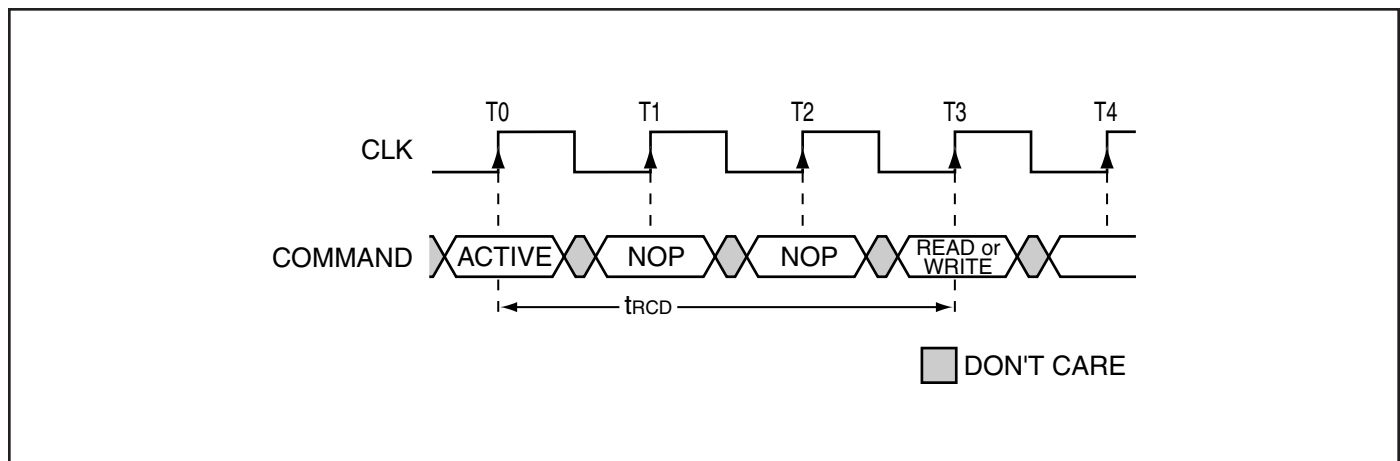 T0 T1 T2 T3 T4
CLK
COMMAND ACTIVE NOP NOP READ or
WRITE
tRCD
DON'T CARE